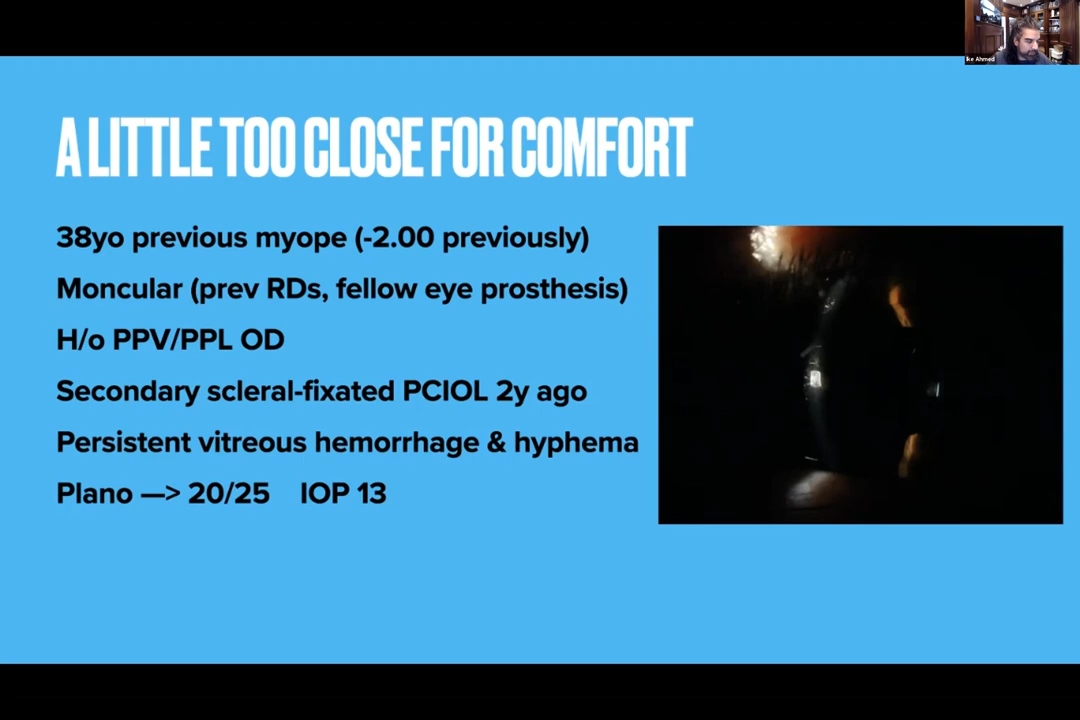 Ike Ahmed
A LITTLE TOO CLOSE FOR COMFORT
38yo previous myope (-2.00 previously)
Moncular (prev RDs, fellow eye prosthesis)
H/o PPV/PPL OD
Secondary scleral-fixated PCIOL 2y ago
Persistent vitreous hemorrhage & hyphema
Plano —> 20/25 IOP 13